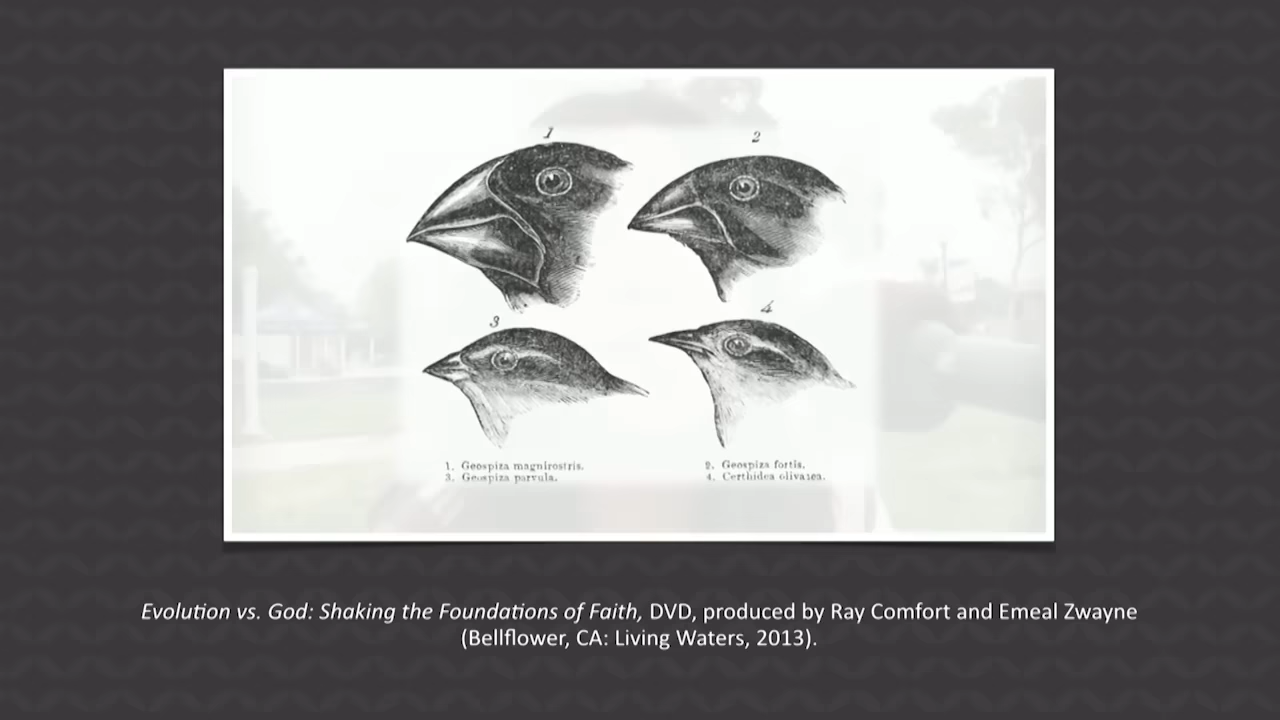 1
2
3
4
1. Geospiza magnirostris. 2. Geospiza fortis.
3. Geospiza parvula. 4. Certhidea olivasea.
Evolution vs. God: Shaking the Foundations of Faith, DVD, produced by Ray Comfort and Emeal Zwayne
(Bellflower, CA: Living Waters, 2013).